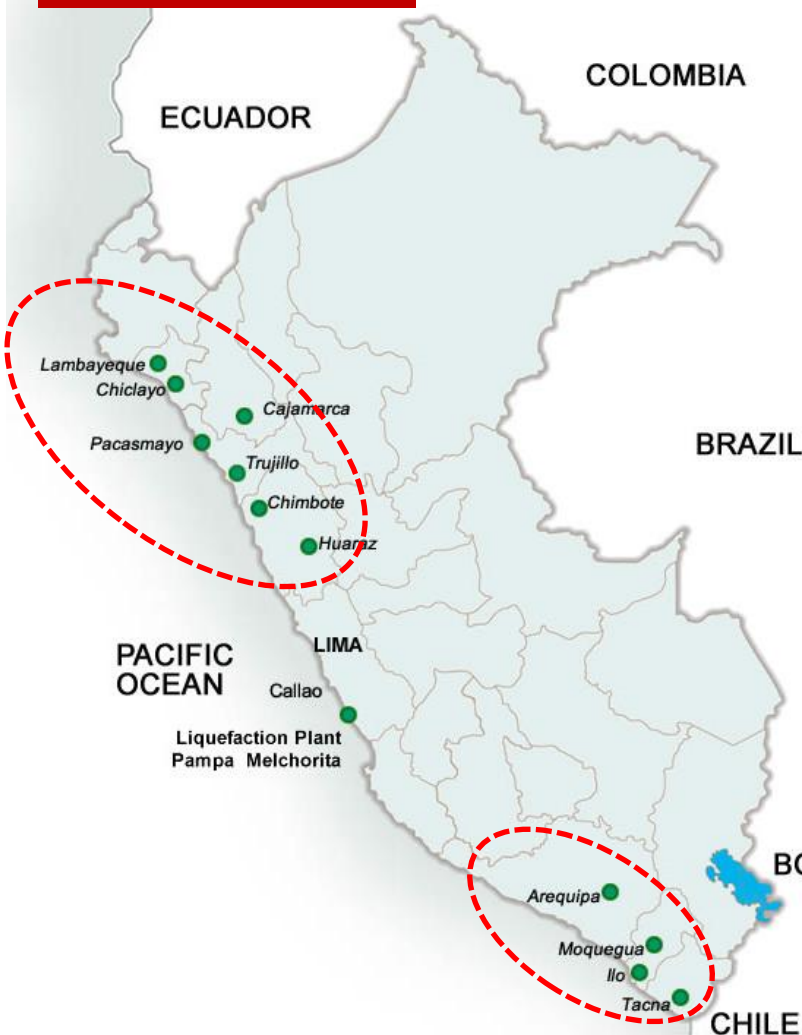 COLOMBIA
ECUADOR
Lambayeque
Chiclayo
Cajamarca
Pacasmayo
BRAZIL
Trujillo
Chimbote
Huaraz
LIMA
PACIFIC
OCEAN
Callao
Liquefaction Plant
Pampa Melchorita
BO
Arequipa
Moquegua
Ilo
Tacna
CHILE